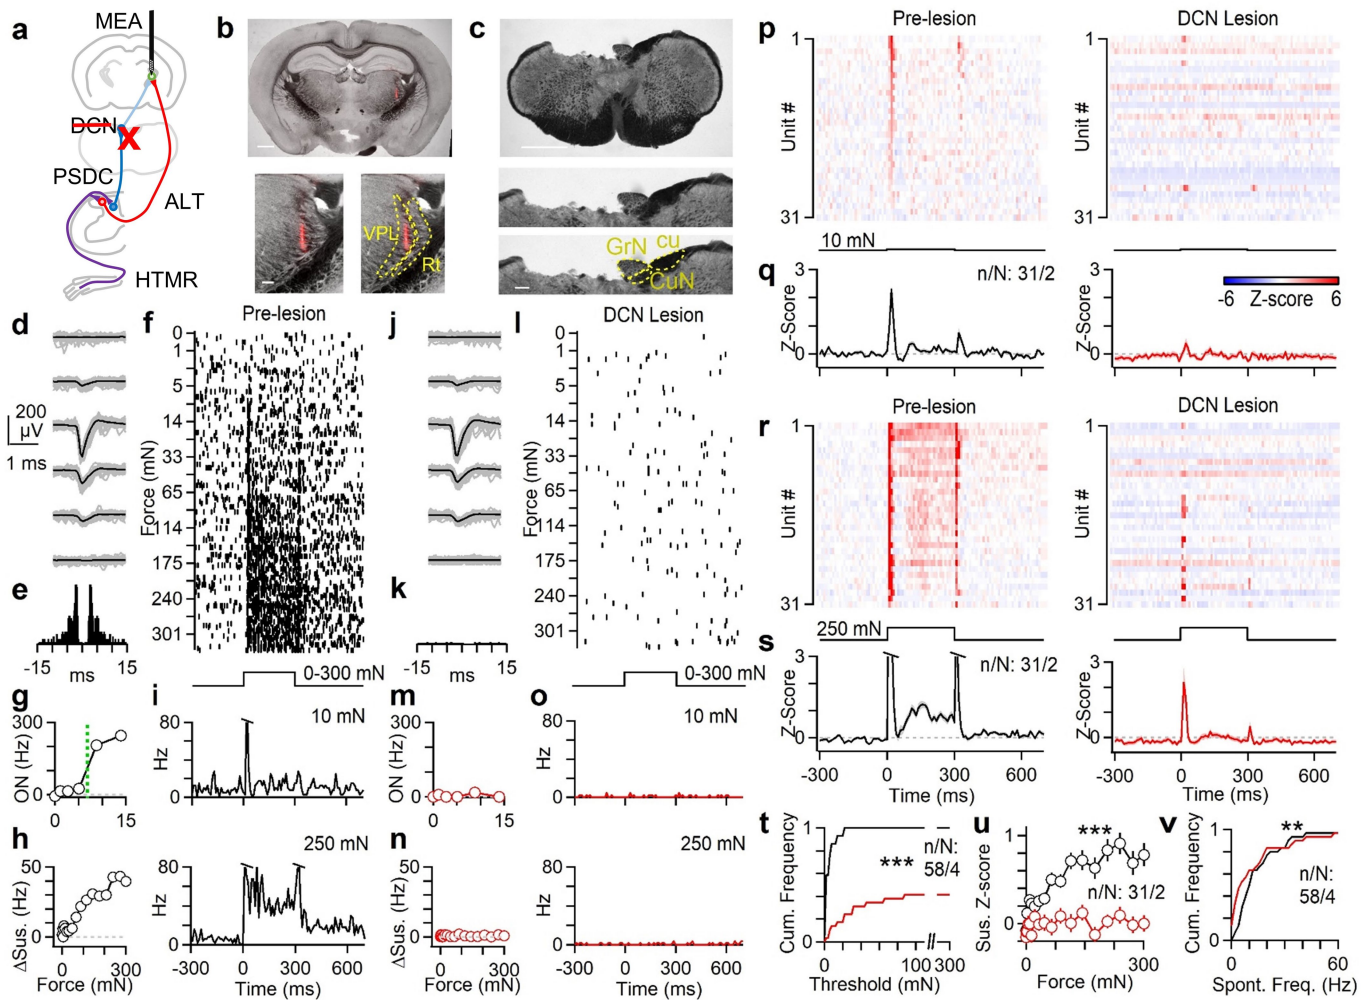 a
MEA
DCN
X
PSDC
ALT
HTMR
b
VPL
Rt
c
GrN
cu
CuN
d
200
µV
1 ms
e
-15
15
ms
f
Pre-lesion
0
1
5
14
33
65
114
175
240
301
Force (mN)
0-300 mN
g
300
0
ON (Hz)
0
15
h
50
0
ΔSus. (Hz)
0
300
Force (mN)
i
10 mN
80
0
Hz
250 mN
80
0
Hz
-300
0
300
600
Time (ms)
j
k
-15
15
ms
l
DCN Lesion
0
1
5
14
33
65
114
175
240
301
Force (mN)
0-300 mN
m
300
0
ON (Hz)
0
15
n
50
0
ΔSus. (Hz)
0
300
Force (mN)
o
10 mN
80
0
Hz
250 mN
80
0
Hz
-300
0
300
600
Time (ms)
p
Pre-lesion
DCN Lesion
1
31
Unit #
1
31
Unit #
10 mN
q
3
0
Z-Score
n/N: 31/2
3
0
Z-Score
-6
Z-score
6
r
Pre-lesion
DCN Lesion
1
31
Unit #
1
31
Unit #
250 mN
s
3
0
Z-Score
n/N: 31/2
-300
0
300
600
Time (ms)
3
0
Z-Score
-300
0
300
600
Time (ms)
t
1
0
Cum. Frequency
n/N:
58/4
***
0
100
300
Threshold (mN)
u
1
0
Sus. Z-score
***
n/N: 31/2
0
300
Force (mN)
v
1
0
Cum. Frequency
**
n/N:
58/4
0
60
Spont. Freq. (Hz)